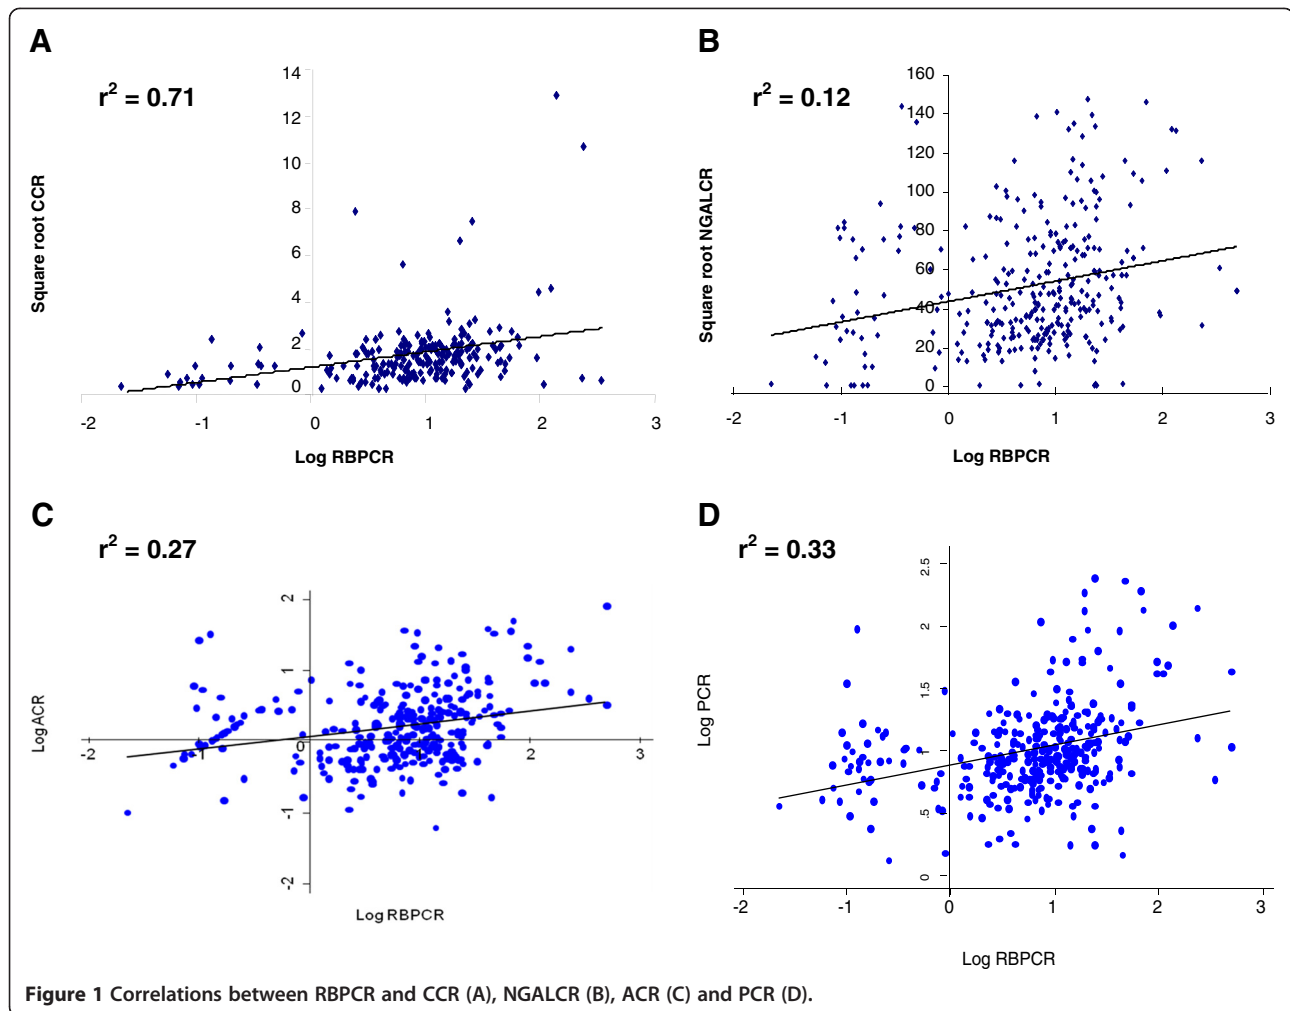 A
r² = 0.71
Square root CCR
14
12
10
8
6
4
2
0
-2
-1
0
1
2
3
Log RBPCR
B
r² = 0.12
Square root NGALCR
160
140
120
100
80
60
40
20
0
-2
-1
0
1
2
3
Log RBPCR
C
r² = 0.27
Log ACR
2
1
0
-1
-2
-2
-1
2
3
Log RBPCR
D
r² = 0.33
Log PCR
2.5
2
1.5
.5
0
-2
-1
0
1
2
3
Log RBPCR
Figure 1 Correlations between RBPCR and CCR (A), NGALCR (B), ACR (C) and PCR (D).